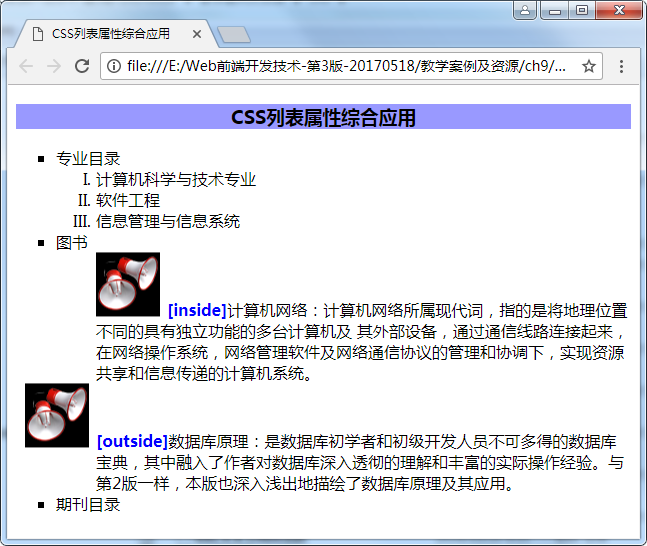 CSS列表属性综合应用
file:///E:/Web前端开发技术-第3版-20170518/教学案例及资源/ch9/...
CSS列表属性综合应用
专业目录
I. 计算机科学与技术专业
II. 软件工程
III. 信息管理与信息系统
图书
[inside]计算机网络：计算机网络所属现代词，指的是将地理位置
不同的具有独立功能的多台计算机及 其外部设备，通过通信线路连接起来，
在网络操作系统，网络管理软件及网络通信协议的管理和协调下，实现资源
共享和信息传递的计算机系统。
[outside]数据库原理：是数据库初学者和初级开发人员不可多得的数据库
宝典，其中融入了作者对数据库深入透彻的理解和丰富的实际操作经验。与
第2版一样，本版也深入浅出地描绘了数据库原理及其应用。
期刊目录